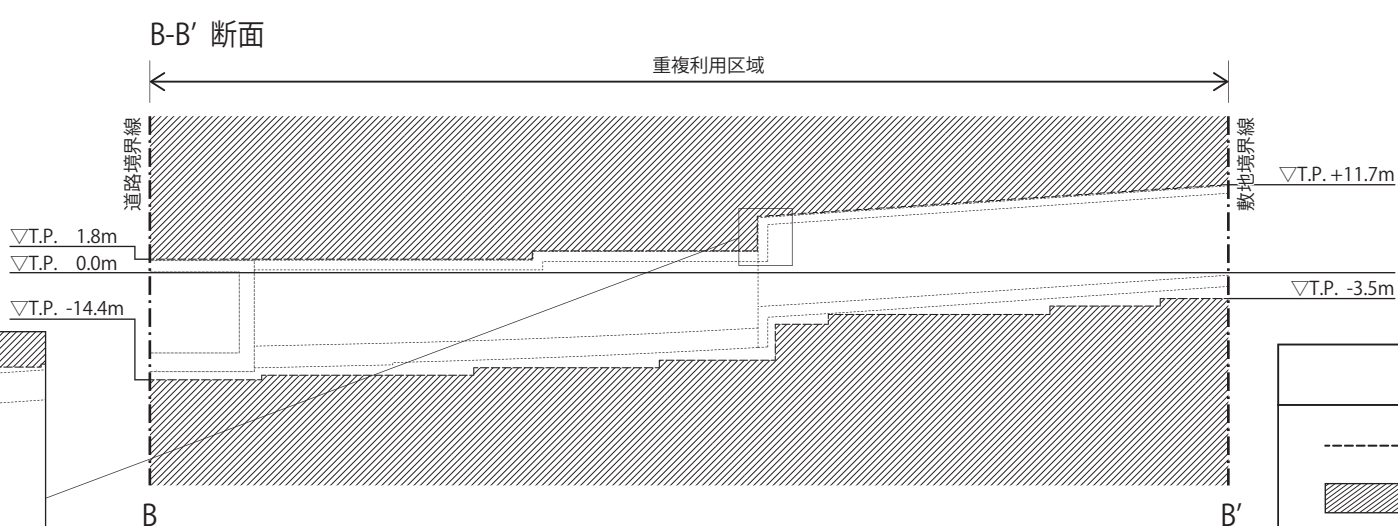 B-B’ 断面
重複利用区域
道路境界線
敷地境界線
▽T.P. +11.7m
▽T.P. 1.8m
▽T.P. 0.0m
▽T.P. -3.5m
▽T.P. -14.4m
B
B’